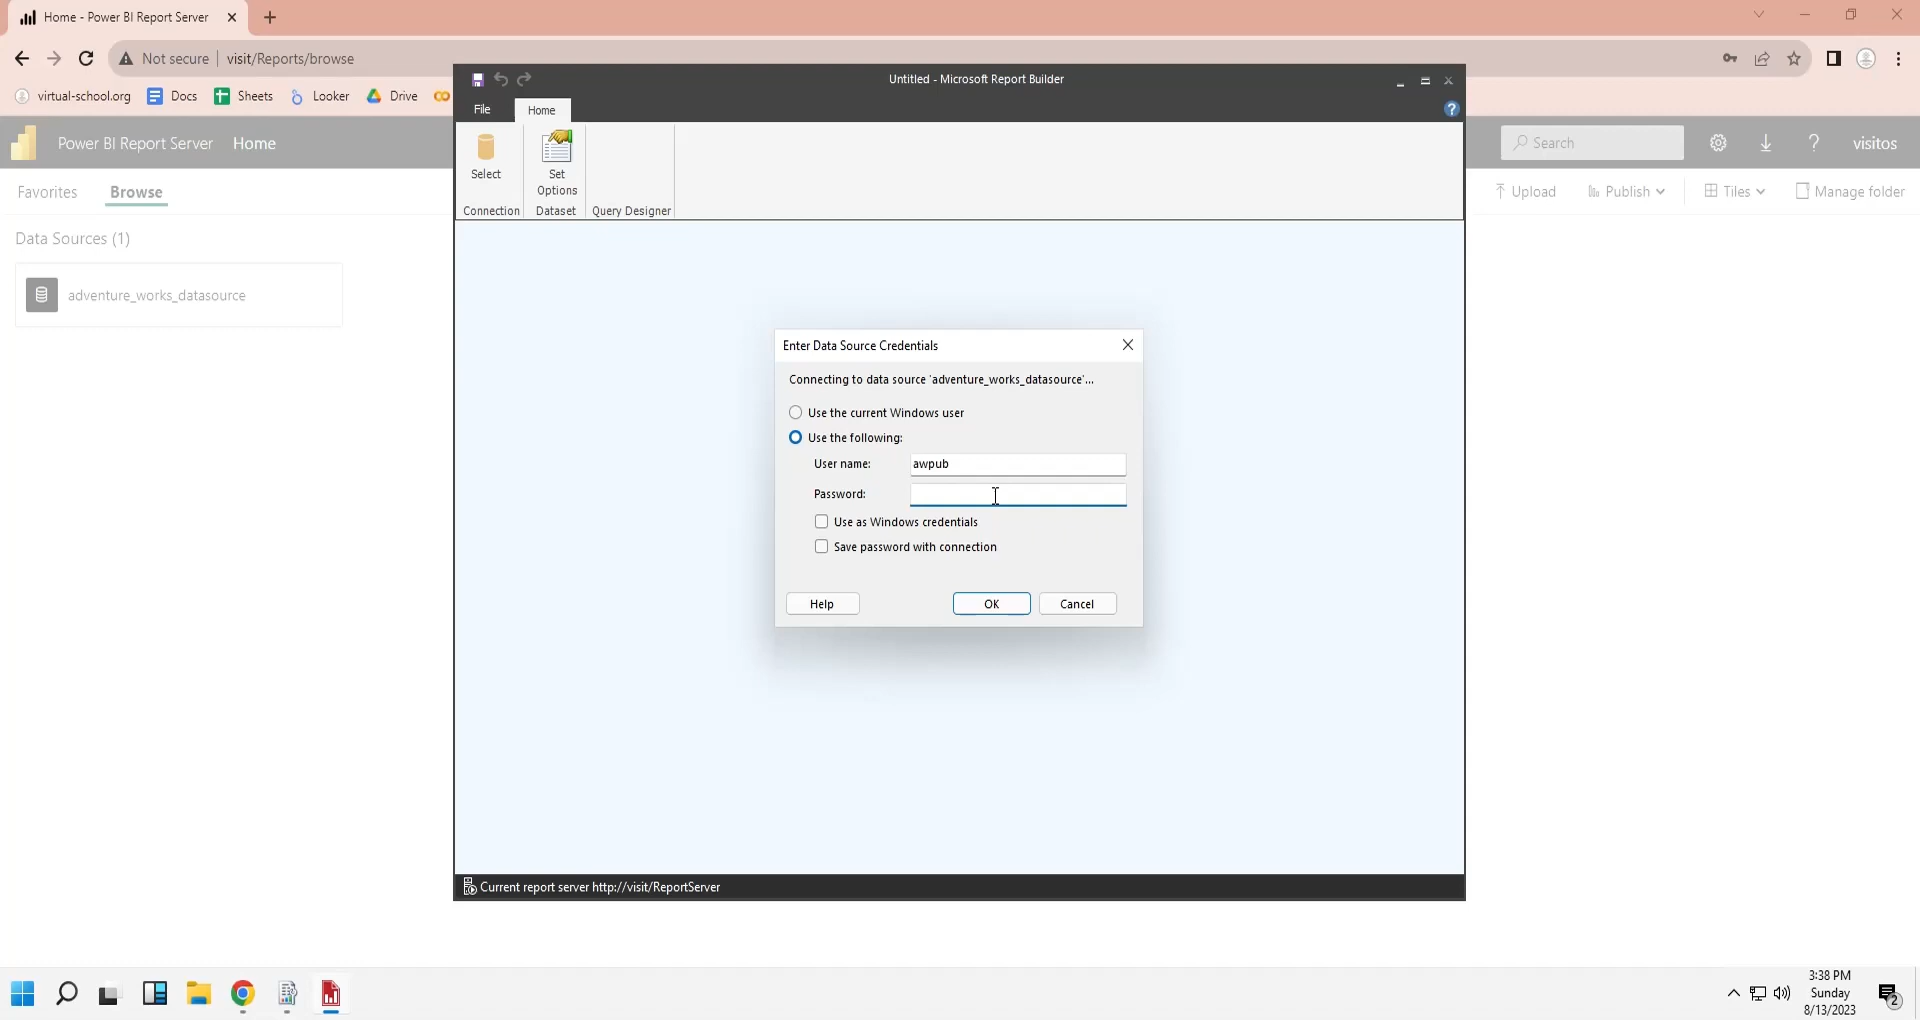 Home - Power BI Report Server
Not secure
visit/Reports/browse
virtual-school.org
Docs
Sheets
Looker
Drive
Untitled - Microsoft Report Builder
File
Home
Select
Set
Options
Connection
Dataset
Query Designer
Power BI Report Server
Home
Search
?
visitos
Favorites
Browse
Upload
Publish
Tiles
Manage folder
Data Sources (1)
adventure_works_datasource
Enter Data Source Credentials
Connecting to data source 'adventure_works_datasource'...
Use the current Windows user
Use the following:
User name:
awpub
Password:
Use as Windows credentials
Save password with connection
Help
OK
Cancel
Current report server http://visit/ReportServer
3:38 PM
Sunday
8/13/2023
2